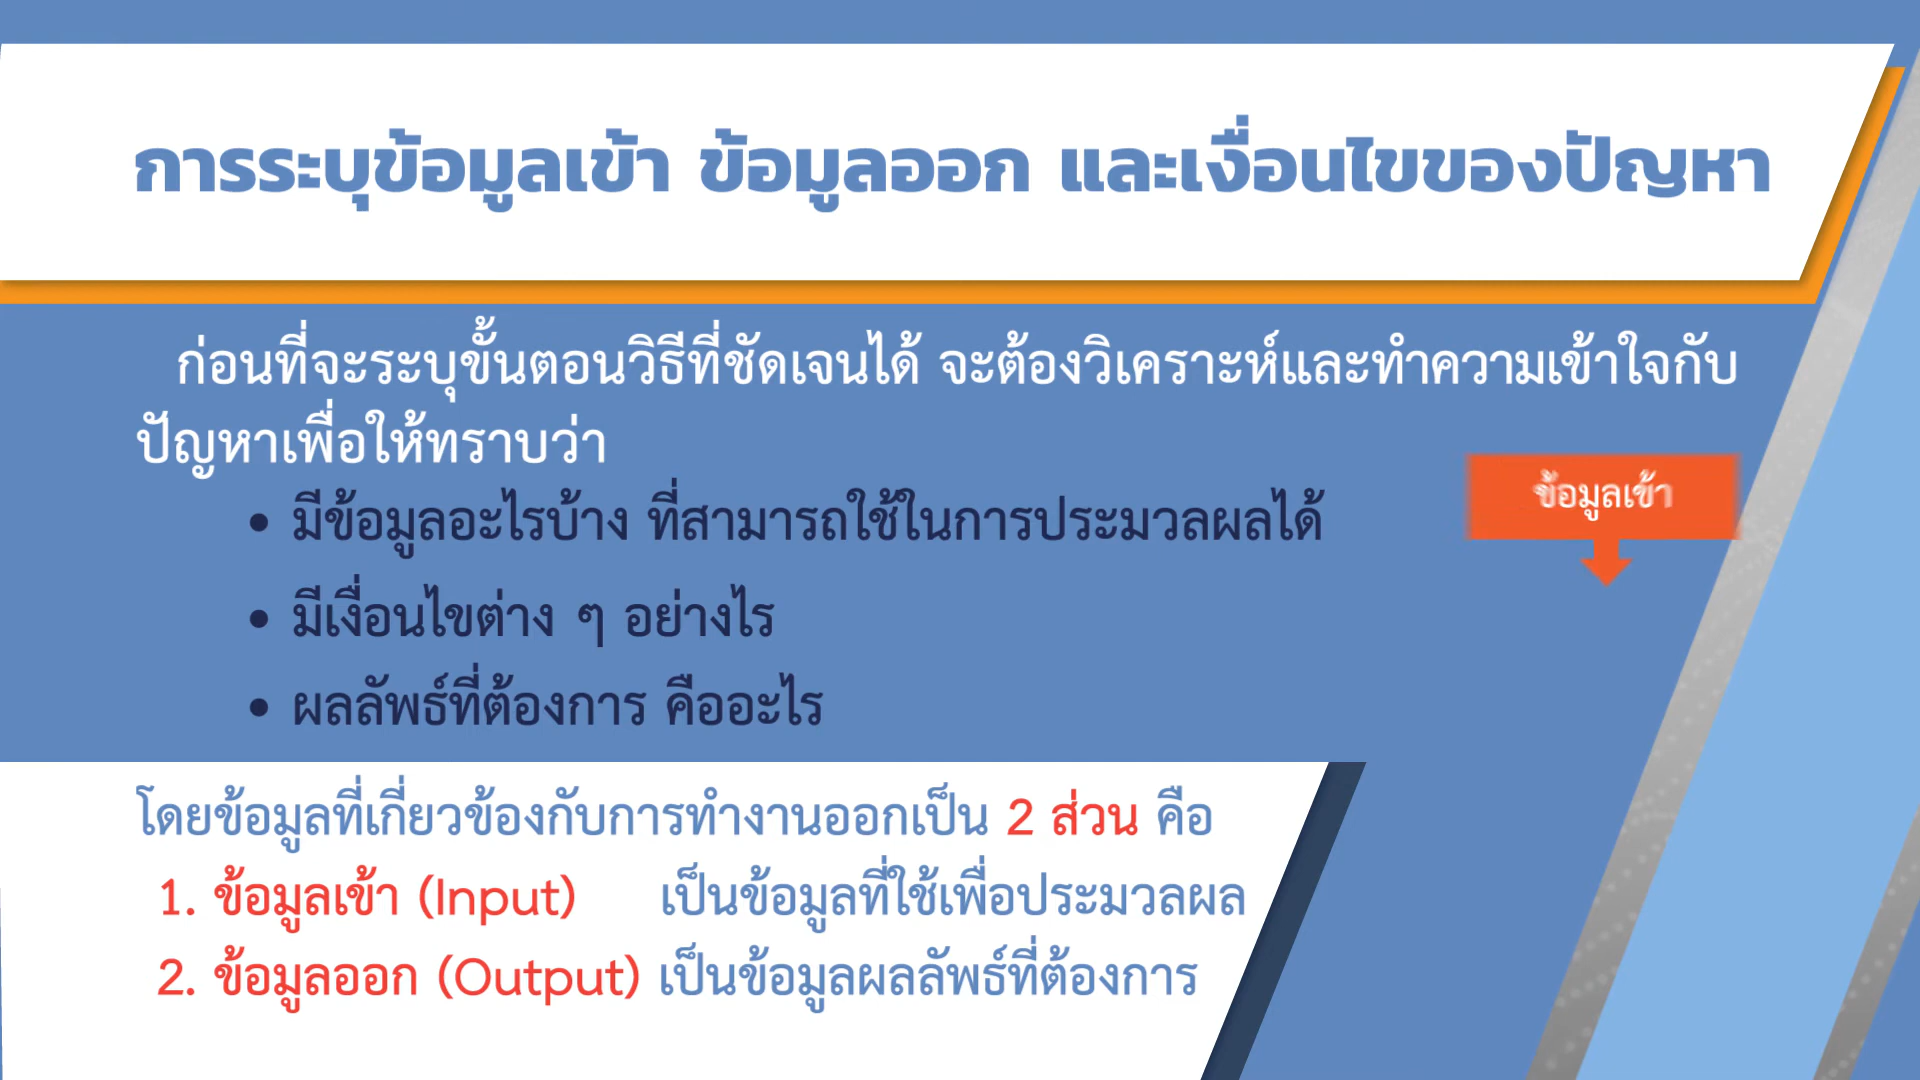 การระบุข้อมูลเข้า ข้อมูลออก และเงื่อนไขของปัญหา
ก่อนที่จะระบุขั้นตอนวิธีที่ชัดเจนได้ จะต้องวิเคราะห์และทำความเข้าใจกับ
ปัญหาเพื่อให้ทราบว่า
• มีข้อมูลอะไรบ้าง ที่สามารถใช้ในการประมวลผลได้
ข้อมูลเข้า
• มีเงื่อนไขต่าง ๆ อย่างไร
• ผลลัพธ์ที่ต้องการ คืออะไร
โดยข้อมูลที่เกี่ยวข้องกับการทำงานออกเป็น 2 ส่วน คือ
1. ข้อมูลเข้า (Input) เป็นข้อมูลที่ใช้เพื่อประมวลผล
2. ข้อมูลออก (Output) เป็นข้อมูลผลลัพธ์ที่ต้องการ